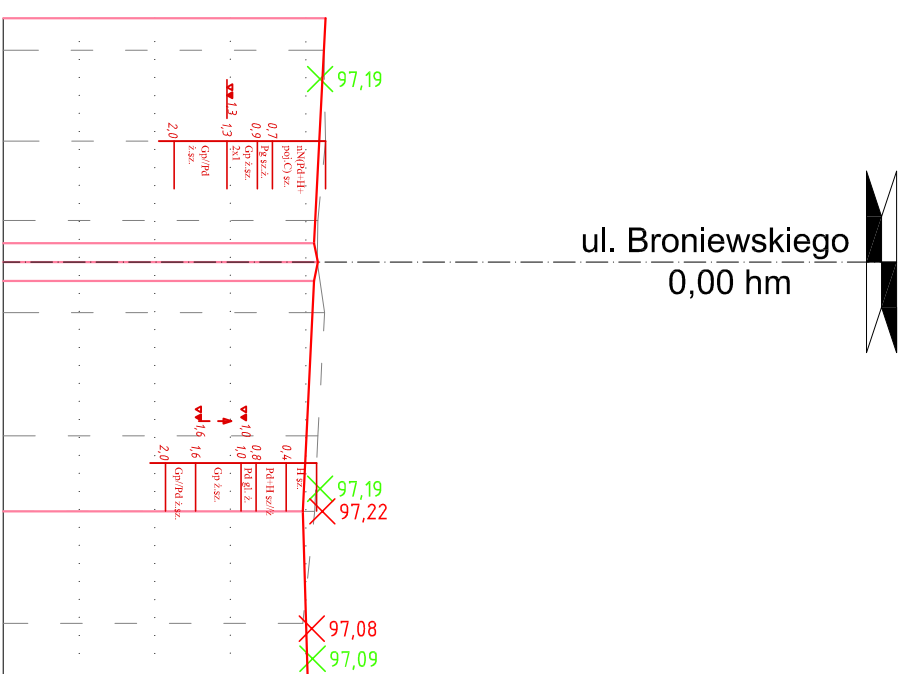 97,19
1.3
2,0
1,3
0,9
0,7
Gp//Pd
ż.sz.
Gp ż.sz.
2x1
Pg sz.ż.
nN(Pd+H+
poj.C) sz.
ul. Broniewskiego
0,00 hm
1,6
1,0
2,0
1,6
1,0
0,8
0,4
Gp//Pd ż.sz.
Gp ż.sz.
Pd gl. ż.
Pd+H sz//ż
H sz.
97,19
97,22
97,08
97,09